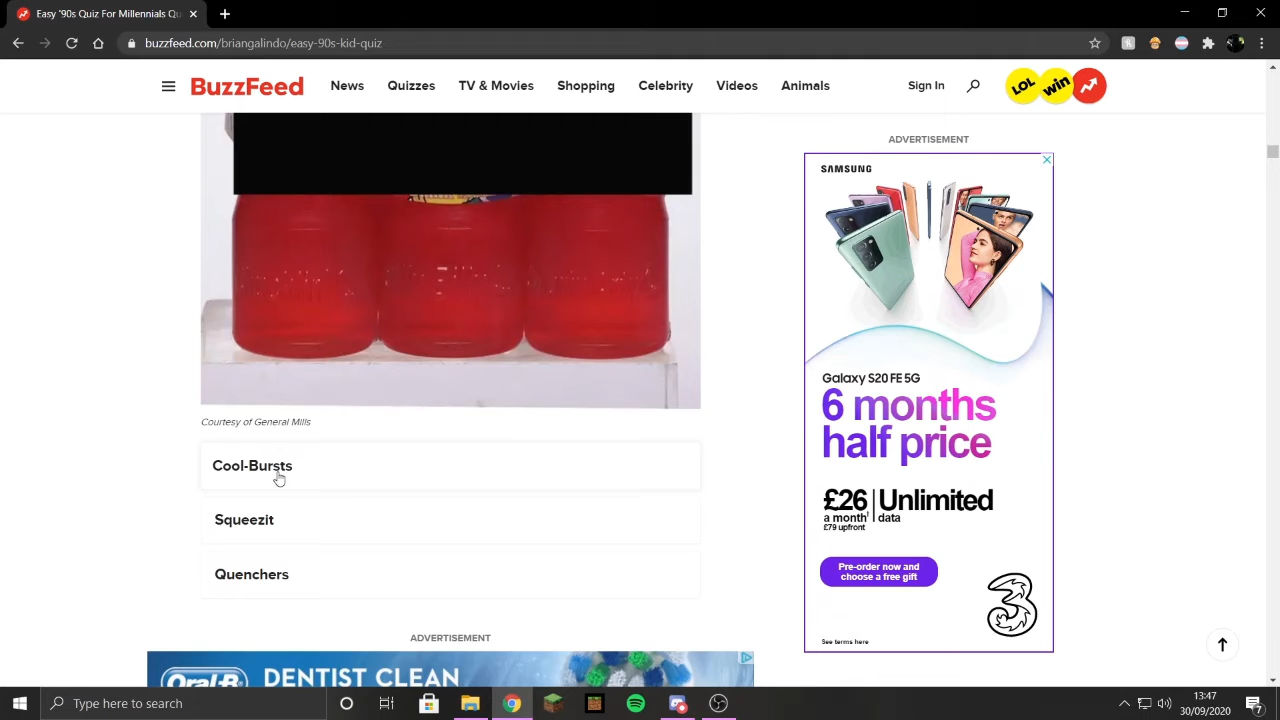 Easy '90s Quiz For Millennials Qu
buzzfeed.com/briangalindo/easy-90s-kid-quiz
BuzzFeed
News
Quizzes
TV & Movies
Shopping
Celebrity
Videos
Animals
Sign In
LOL
win
ADVERTISEMENT
SAMSUNG
Galaxy S20 FE 5G
6 months
half price
£26 Unlimited
a month† data
£79 upfront
Pre-order now and
choose a free gift
See terms here
Courtesy of General Mills
Cool-Bursts
Squeezit
Quenchers
ADVERTISEMENT
Oral-B
DENTIST CLEAN
Type here to search
13:47
30/09/2020
7